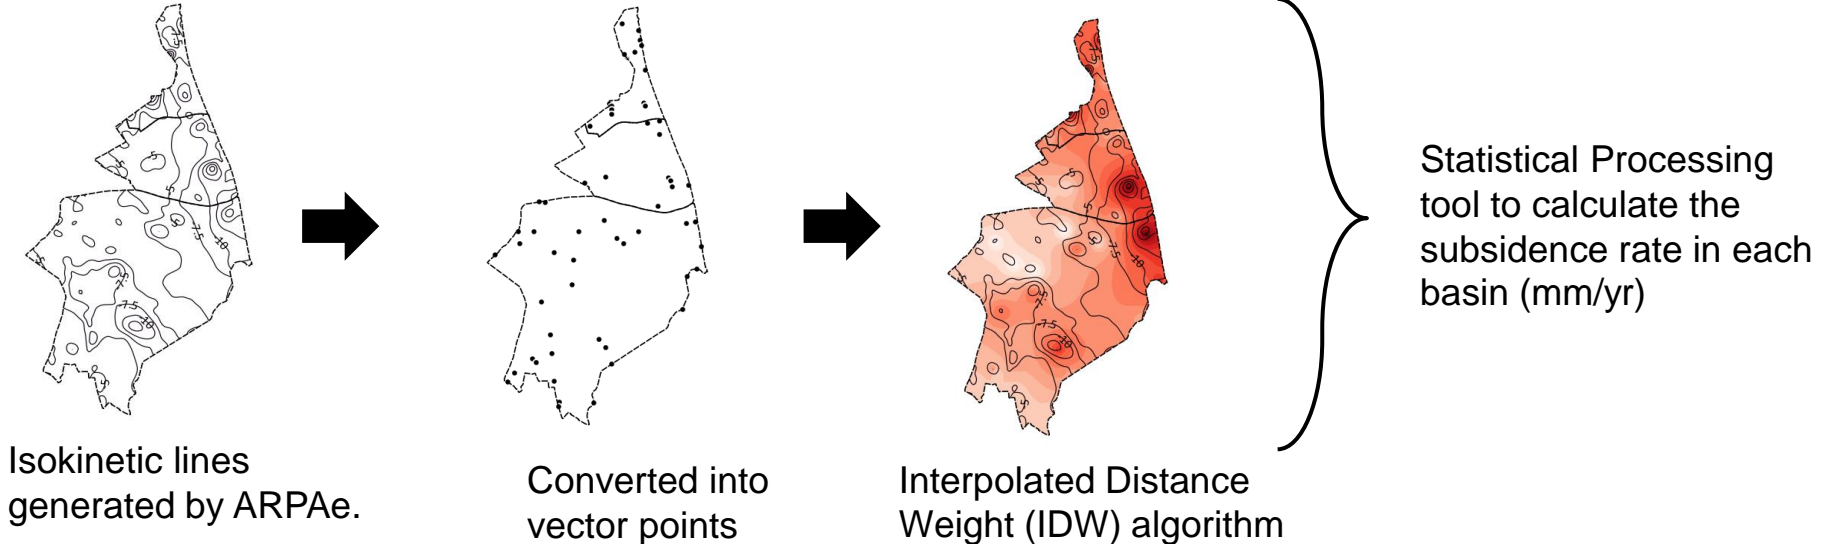 Isokinetic lines
generated by ARPAe.
Converted into
vector points
Interpolated Distance
Weight (IDW) algorithm
Statistical Processing
tool to calculate the
subsidence rate in each
basin (mm/yr)